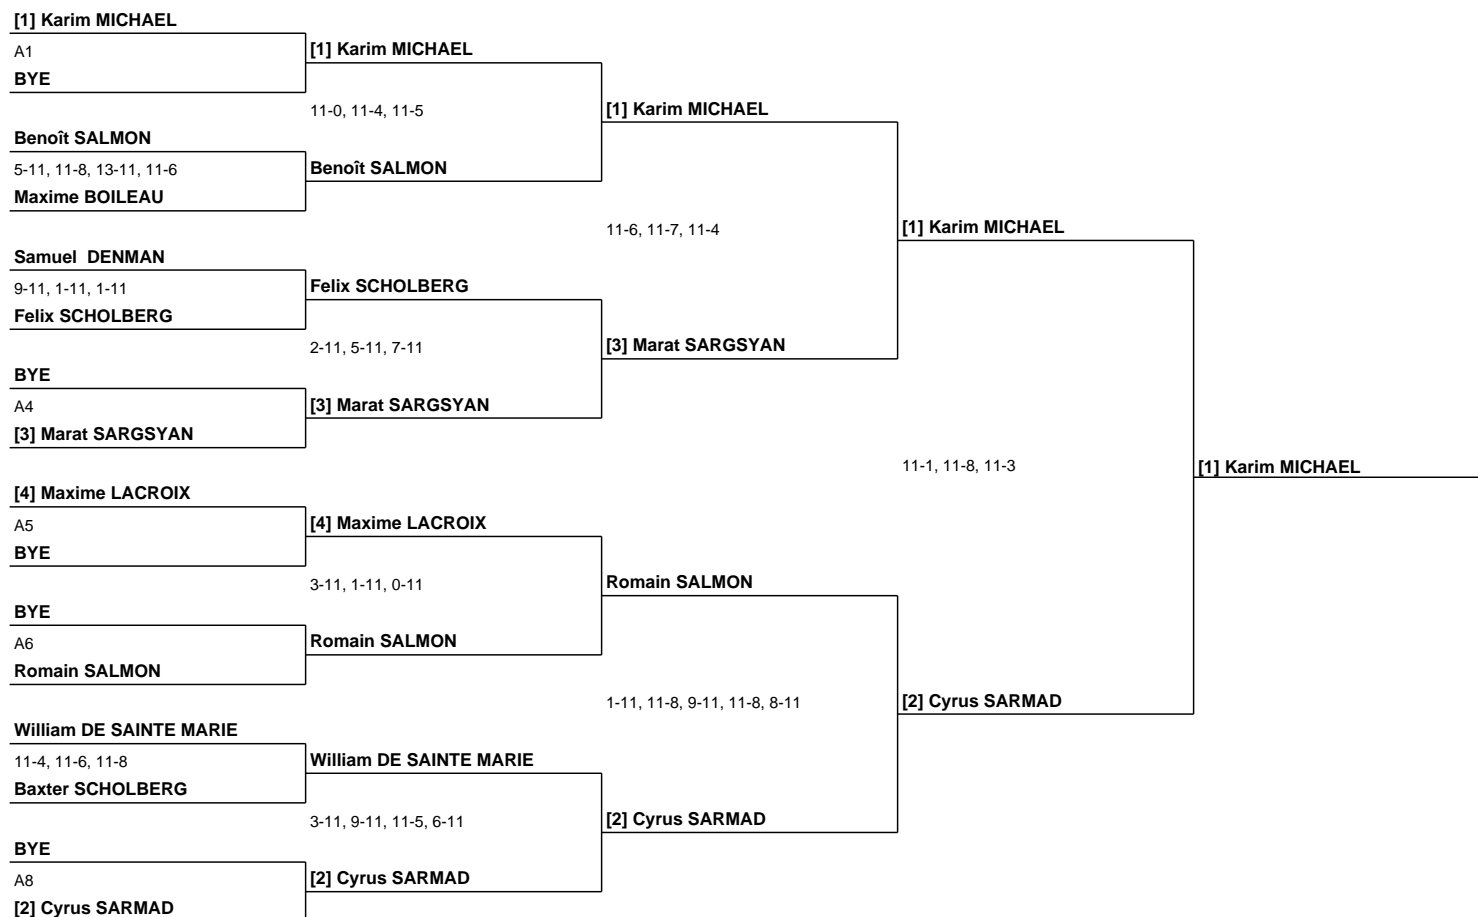 [1] Karim MICHAEL
A1
BYE
Benoît SALMON
5-11, 11-8, 13-11, 11-6
Maxime BOILEAU
Samuel  DENMAN
9-11, 1-11, 1-11
Felix SCHOLBERG
BYE
A4
[3] Marat SARGSYAN
[4] Maxime LACROIX
A5
BYE
BYE
A6
Romain SALMON
William DE SAINTE MARIE
11-4, 11-6, 11-8
Baxter SCHOLBERG
BYE
A8
[2] Cyrus SARMAD
[1] Karim MICHAEL
11-0, 11-4, 11-5
Benoît SALMON
Felix SCHOLBERG
2-11, 5-11, 7-11
[3] Marat SARGSYAN
[4] Maxime LACROIX
3-11, 1-11, 0-11
Romain SALMON
William DE SAINTE MARIE
3-11, 9-11, 11-5, 6-11
[2] Cyrus SARMAD
[1] Karim MICHAEL
11-6, 11-7, 11-4
[3] Marat SARGSYAN
Romain SALMON
1-11, 11-8, 9-11, 11-8, 8-11
[2] Cyrus SARMAD
[1] Karim MICHAEL
11-1, 11-8, 11-3
[2] Cyrus SARMAD
[1] Karim MICHAEL